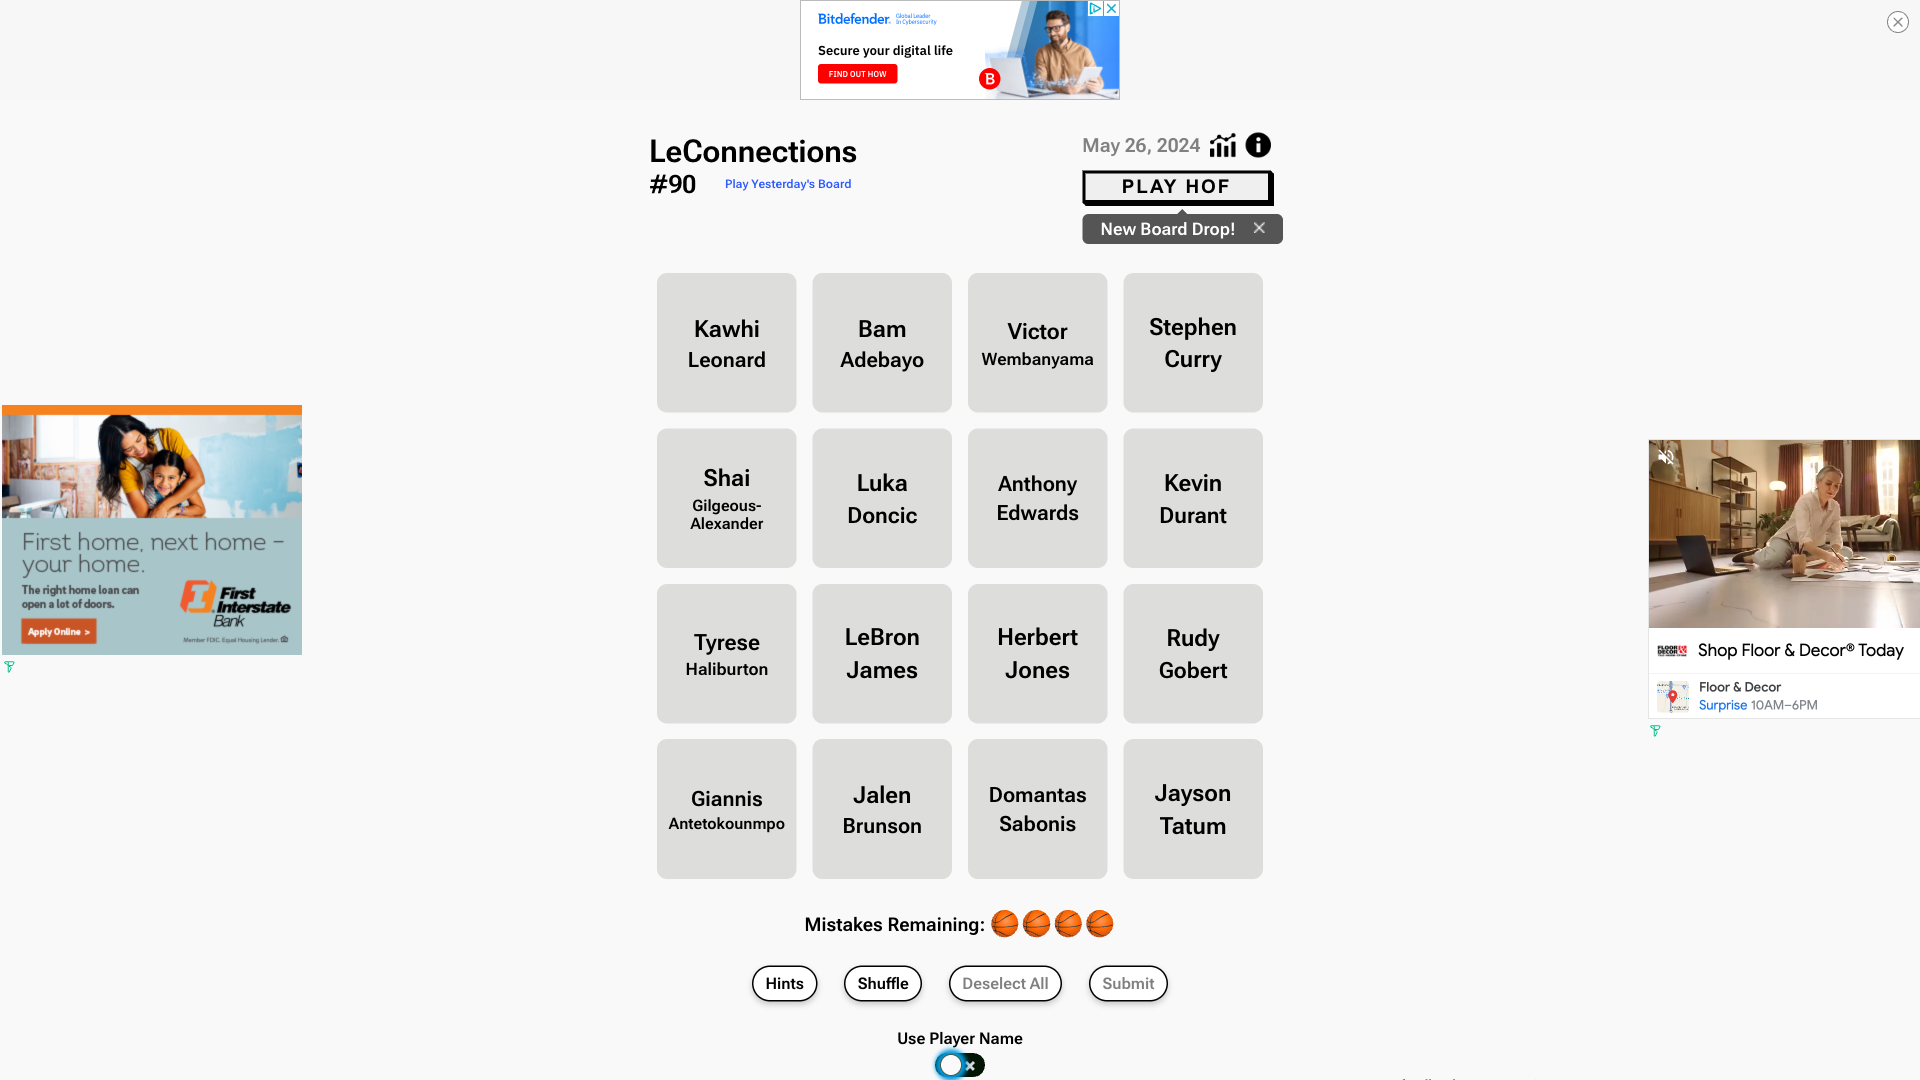 Bitdefender. Global Leader
In Cybersecurity
Secure your digital life
FIND OUT HOW
B
LeConnections
#90
Play Yesterday's Board
May 26, 2024
PLAY HOF
New Board Drop!
Kawhi
Leonard
Bam
Adebayo
Victor
Wembanyama
Stephen
Curry
Shai
Gilgeous-
Alexander
Luka
Doncic
Anthony
Edwards
Kevin
Durant
Tyrese
Haliburton
LeBron
James
Herbert
Jones
Rudy
Gobert
Giannis
Antetokounmpo
Jalen
Brunson
Domantas
Sabonis
Jayson
Tatum
Mistakes Remaining:
Hints
Shuffle
Deselect All
Submit
Use Player Name
First home, next home –
your home.
The right home loan can
open a lot of doors.
Apply Online >
First
Interstate
Bank
Member FDIC. Equal Housing Lender.
FLOOR &
DECOR
Shop Floor & Decor® Today
Floor & Decor
Surprise 10AM–6PM